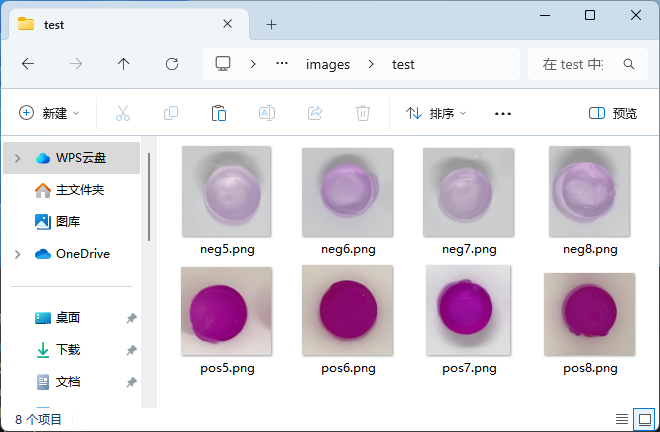 test
images
test
在 test 中
新建
排序
预览
WPS云盘
主文件夹
图库
OneDrive
桌面
下载
文档
neg5.png
neg6.png
neg7.png
neg8.png
pos5.png
pos6.png
pos7.png
pos8.png
8 个项目